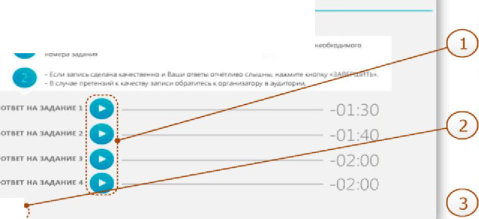 необходимого
номера задания
2 - Если запись сделана качественно и Ваши ответы отчётливо слышны, нажмите кнопку «ЗАВЕРШИТЬ».
- В случае претензий к качеству записи обратитесь к организатору в аудитории.
ОТВЕТ НА ЗАДАНИЕ 1 -01:30
ОТВЕТ НА ЗАДАНИЕ 2 -01:40
ОТВЕТ НА ЗАДАНИЕ 3 -02:00
ОТВЕТ НА ЗАДАНИЕ 4 -02:00
1
2
3